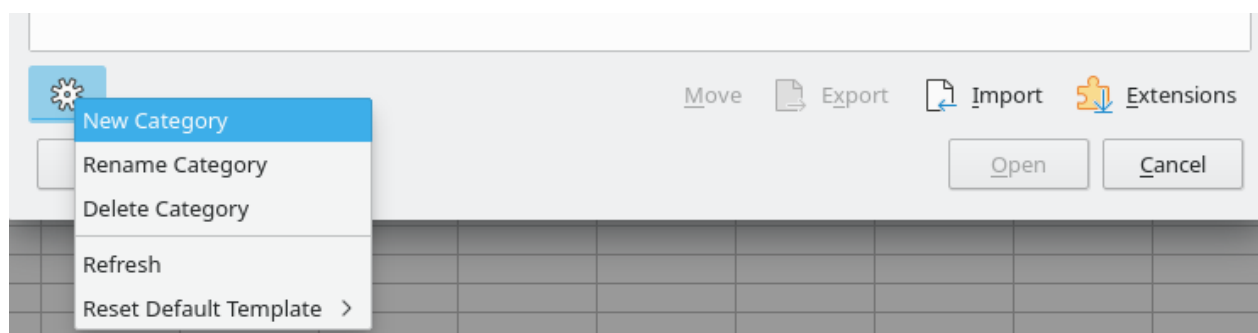 Move Export Import Extensions
New Category
Rename Category
Open Cancel
Delete Category
Refresh
Reset Default Template